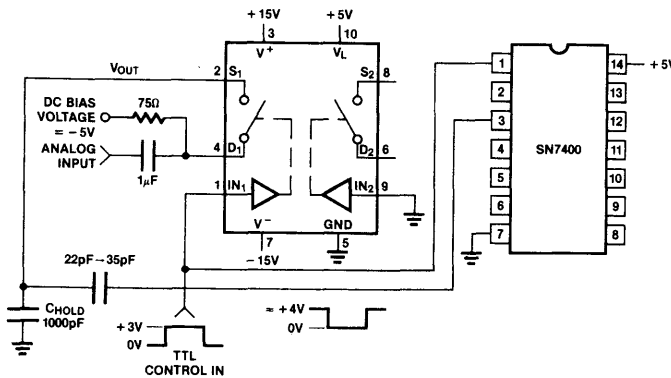 +15V
+5V
3
10
V+
VL
VOUT
2
S1
S2
8
DC BIAS
VOLTAGE
= -5V
75Ω
ANALOG
INPUT
1μF
4
D1
D2
6
1
IN1
IN2
9
V-
GND
7
5
-15V
22pF→35pF
CHOLD
1000pF
+3V
0V
TTL
CONTROL IN
≈ +4V
0V
1
2
3
4
5
6
7
SN7400
14
13
12
11
10
9
8
+5V